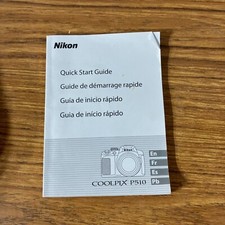 Nikon
Quick Start Guide
Guide de démarrage rapide
Guía de inicio rápido
Guia de início rápido
En
Fr
Es
Pb
COOLPIX P510